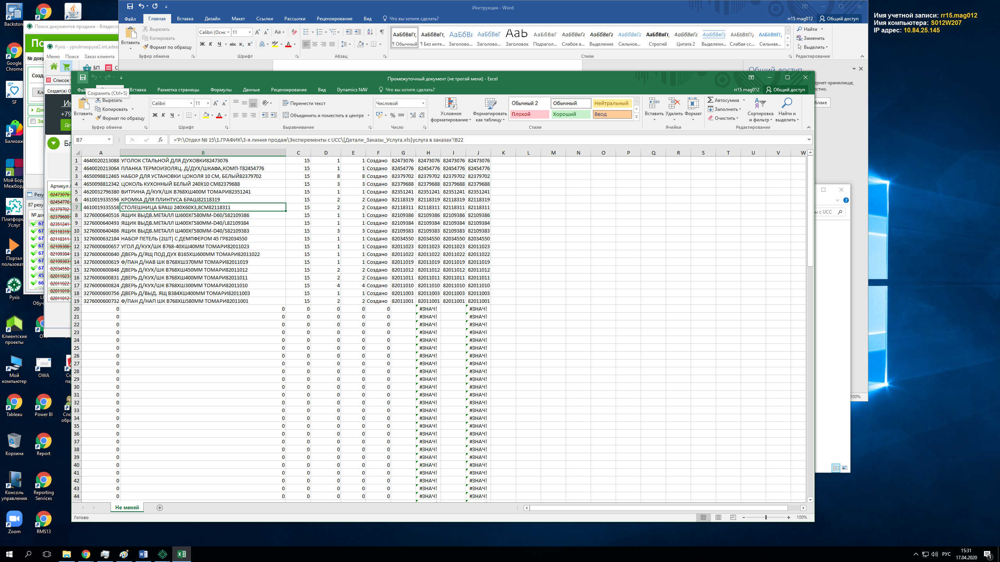 Имя учетной записи: rr15.mag012
Имя компьютера: S012W207
IP адрес: 10.84.25.145
Инструкция - Word
Файл Главная Вставка Дизайн Макет Ссылки Рассылки Рецензирование Вид Что вы хотите сделать? rr15 mag012 Общий доступ
Вставить Вырезать Копировать Формат по образцу
Calibri (Оснс 11
Буфер обмена Шрифт Абзац Стили Редактирование
¶ Обычный ¶ Без инте... Заголово... Заголово... Заголовок Подзагол... Слабое в... Выделение Сильное... Строгий Цитата 2 Выделенн... Слабая сс... Сильная...
Найти
Заменить
Выделить
Поиск документов продажи - Владисла
Pyxis - yprulmaspyxa2.int.adeo
Меню Поиск Заказ клиента
№ доку
БП
Созд
Список
Создал(а) О
+79
Артикул /
Резу
87 резу
82473076
82454776
82379702
82379688
82351241
82118319
82118311
82109386
82109384
82109383
82034550
82011023
82011022
82011019
82011012
Промежуточный документ (не трогай меня) - Excel
Сохранить (Ctrl+S)
Вставка Разметка страницы Формулы Данные Рецензирование Вид Dynamics NAV Что вы хотите сделать? rr15 mag012 Общий доступ
Вставить Вырезать Копировать Формат по образцу
Calibri 11
Ж К Ч
Перенести текст
Объединить и поместить в центре
Числовой
% 000
Условное форматирование Форматировать как таблицу
Обычный 2 Обычный Нейтральный
Плохой Хороший Ввод
Вставить Удалить Формат
Автосумма
Заполнить
Очистить
Сортировка и фильтр Найти и выделить
Буфер обмена Шрифт Выравнивание Число Стили Ячейки Редактирование
B7 ='P:\Отдел № 15\1.ГРАФИК\3-я линия продаж\Эксперементы с UCC\[Детали_Заказы_Услуга.xls]услуга в заказах'!B22
A B C D E F G H I J K L M N O P Q R S T U V W
1 4640020213088 УГОЛОК СТАЛЬНОЙ ДЛЯ ДУХОВКИ82473076 15 1 1 Создано 82473076 82473076 82473076 82473076
2 4640020213064 ПЛАНКА ТЕРМОИЗОЛЯЦ. Д/ДУХ/ШКАФА,КОМП-Т82454776 15 1 1 Создано 82454776 82454776 82454776 82454776
3 4650098812465 НАБОР ДЛЯ УСТАНОВКИ ЦОКОЛЯ 10 СМ, БЕЛЫЙ82379702 15 8 8 Создано 82379702 82379702 82379702 82379702
4 4650098812342 ЦОКОЛЬ КУХОННЫЙ БЕЛЫЙ 240Х10 СМ82379688 15 3 3 Создано 82379688 82379688 82379688 82379688
5 4620032796380 ВИТРИНА Д/КУХ/ШК В768ХШ400М ТОМАРИ82351241 15 1 1 Создано 82351241 82351241 82351241 82351241
6 4610019335596 КРОМКА ДЛЯ ПЛИНТУСА БРАШ82118319 15 2 2 Создано 82118319 82118319 82118319 82118319
7 4610019335558 СТОЛЕШНИЦА БРАШ 240Х60Х3,8СМ82118311 15 2 2 Создано 82118311 82118311 82118311 82118311
8 3276000640516 ЯЩИК ВЫДВ.МЕТАЛЛ Ш600ХГ580ММ-D60/S82109386 15 1 1 Создано 82109386 82109386 82109386 82109386
9 3276000640493 ЯЩИК ВЫДВ.МЕТАЛЛ Ш400ХГ580ММ-D40/L82109384 15 1 1 Создано 82109384 82109384 82109384 82109384
10 3276000640486 ЯЩИК ВЫДВ.МЕТАЛЛ Ш400ХГ580ММ-D40/S82109383 15 3 3 Создано 82109383 82109383 82109383 82109383
11 3276000632184 НАБОР ПЕТЕЛЬ (2ШТ) С ДЕМПФЕРОМ 45 ГР82034550 15 1 1 Создано 82034550 82034550 82034550 82034550
12 3276000600657 УГОЛ Д/КУХ/ШК В768-40ХШ40ММ ТОМАРИ82011023 15 1 1 Создано 82011023 82011023 82011023 82011023
13 3276000600640 ДВЕРЬ Д/ЯЩ ПОД ДУХ В165ХШ600ММ ТОМАРИ82011022 15 1 1 Создано 82011022 82011022 82011022 82011022
14 3276000600619 Ф/ПАН Д/НАВ ШК В768ХШ370ММ ТОМАРИ82011019 15 1 1 Создано 82011019 82011019 82011019 82011019
15 3276000600848 ДВЕРЬ Д/КУХ/ШК В768ХШ450ММ ТОМАРИ82011012 15 2 2 Создано 82011012 82011012 82011012 82011012
16 3276000600831 ДВЕРЬ Д/КУХ/ШК В768ХШ400ММ ТОМАРИ82011011 15 2 2 Создано 82011011 82011011 82011011 82011011
17 3276000600824 ДВЕРЬ Д/КУХ/ШК В768ХШ300ММ ТОМАРИ82011010 15 4 4 Создано 82011010 82011010 82011010 82011010
18 3276000600756 ДВЕРЬ Д/ВЫД. ЯЩ В384ХШ400ММ ТОМАРИ82011003 15 1 1 Создано 82011003 82011003 82011003 82011003
19 3276000600732 Ф/ПАН Д/НАП ШК В768ХШ580ММ ТОМАРИ82011001 15 2 2 Создано 82011001 82011001 82011001 82011001
20 0 0 0 0 0 0 #ЗНАЧ! #ЗНАЧ!
21 0 0 0 0 0 0 #ЗНАЧ! #ЗНАЧ!
22 0 0 0 0 0 0 #ЗНАЧ! #ЗНАЧ!
23 0 0 0 0 0 0 #ЗНАЧ! #ЗНАЧ!
24 0 0 0 0 0 0 #ЗНАЧ! #ЗНАЧ!
25 0 0 0 0 0 0 #ЗНАЧ! #ЗНАЧ!
26 0 0 0 0 0 0 #ЗНАЧ! #ЗНАЧ!
27 0 0 0 0 0 0 #ЗНАЧ! #ЗНАЧ!
28 0 0 0 0 0 0 #ЗНАЧ! #ЗНАЧ!
29 0 0 0 0 0 0 #ЗНАЧ! #ЗНАЧ!
30 0 0 0 0 0 0 #ЗНАЧ! #ЗНАЧ!
31 0 0 0 0 0 0 #ЗНАЧ! #ЗНАЧ!
32 0 0 0 0 0 0 #ЗНАЧ! #ЗНАЧ!
33 0 0 0 0 0 0 #ЗНАЧ! #ЗНАЧ!
34 0 0 0 0 0 0 #ЗНАЧ! #ЗНАЧ!
35 0 0 0 0 0 0 #ЗНАЧ! #ЗНАЧ!
36 0 0 0 0 0 0 #ЗНАЧ! #ЗНАЧ!
37 0 0 0 0 0 0 #ЗНАЧ! #ЗНАЧ!
38 0 0 0 0 0 0 #ЗНАЧ! #ЗНАЧ!
39 0 0 0 0 0 0 #ЗНАЧ! #ЗНАЧ!
40 0 0 0 0 0 0 #ЗНАЧ! #ЗНАЧ!
41 0 0 0 0 0 0 #ЗНАЧ! #ЗНАЧ!
42 0 0 0 0 0 0 #ЗНАЧ! #ЗНАЧ!
43 0 0 0 0 0 0 #ЗНАЧ! #ЗНАЧ!
44 0 0 0 0 0 0 #ЗНАЧ! #ЗНАЧ!
Не меняй
Готово 100%
100%
ы с UCC
Backstore
Google Chrome
SF
Бализаж
Мой Борд Межборд
Платформ Услуг
Портал пользоват
Pyxis
Клиентские проекты
Мой компьютер OWA
Tableau Power BI
Корзина Report
Консоль управления Reporting Services
Zoom RMS13
РУС 15:31
17.04.2020